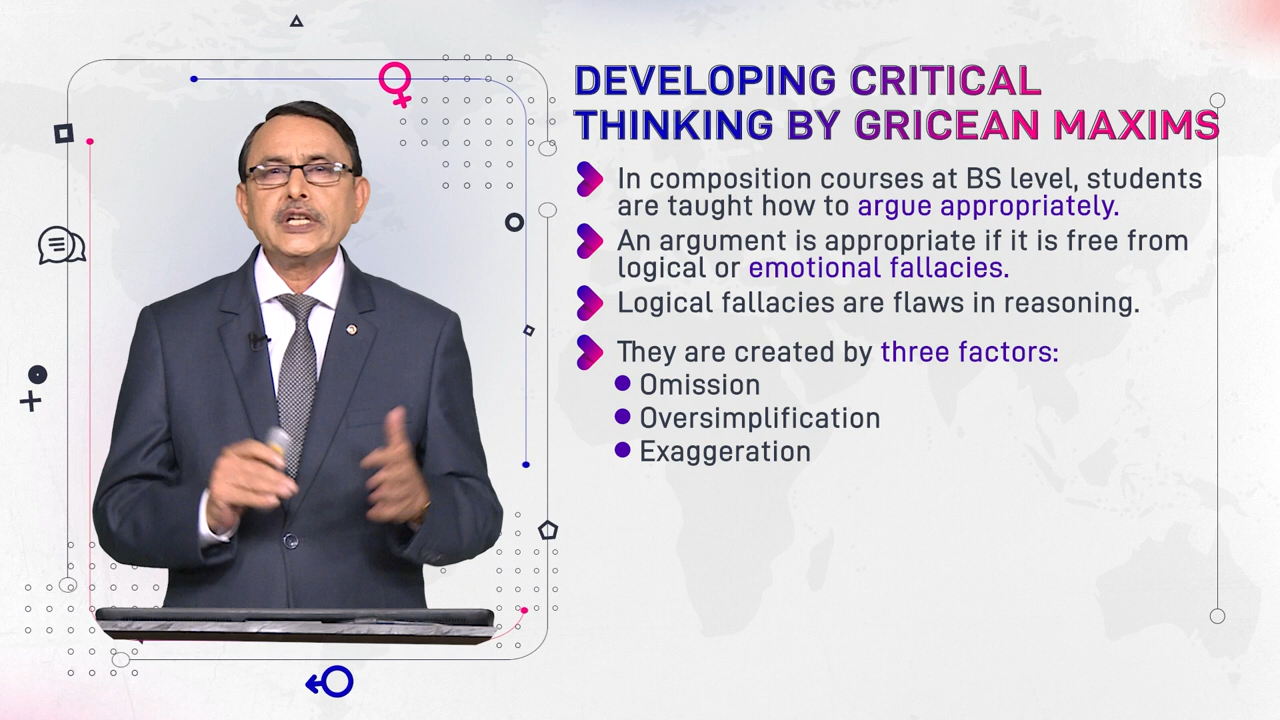 DEVELOPING CRITICAL
THINKING BY GRICEAN MAXIMS
In composition courses at BS level, students
are taught how to argue appropriately.
An argument is appropriate if it is free from
logical or emotional fallacies.
Logical fallacies are flaws in reasoning.
They are created by three factors:
Omission
Oversimplification
Exaggeration